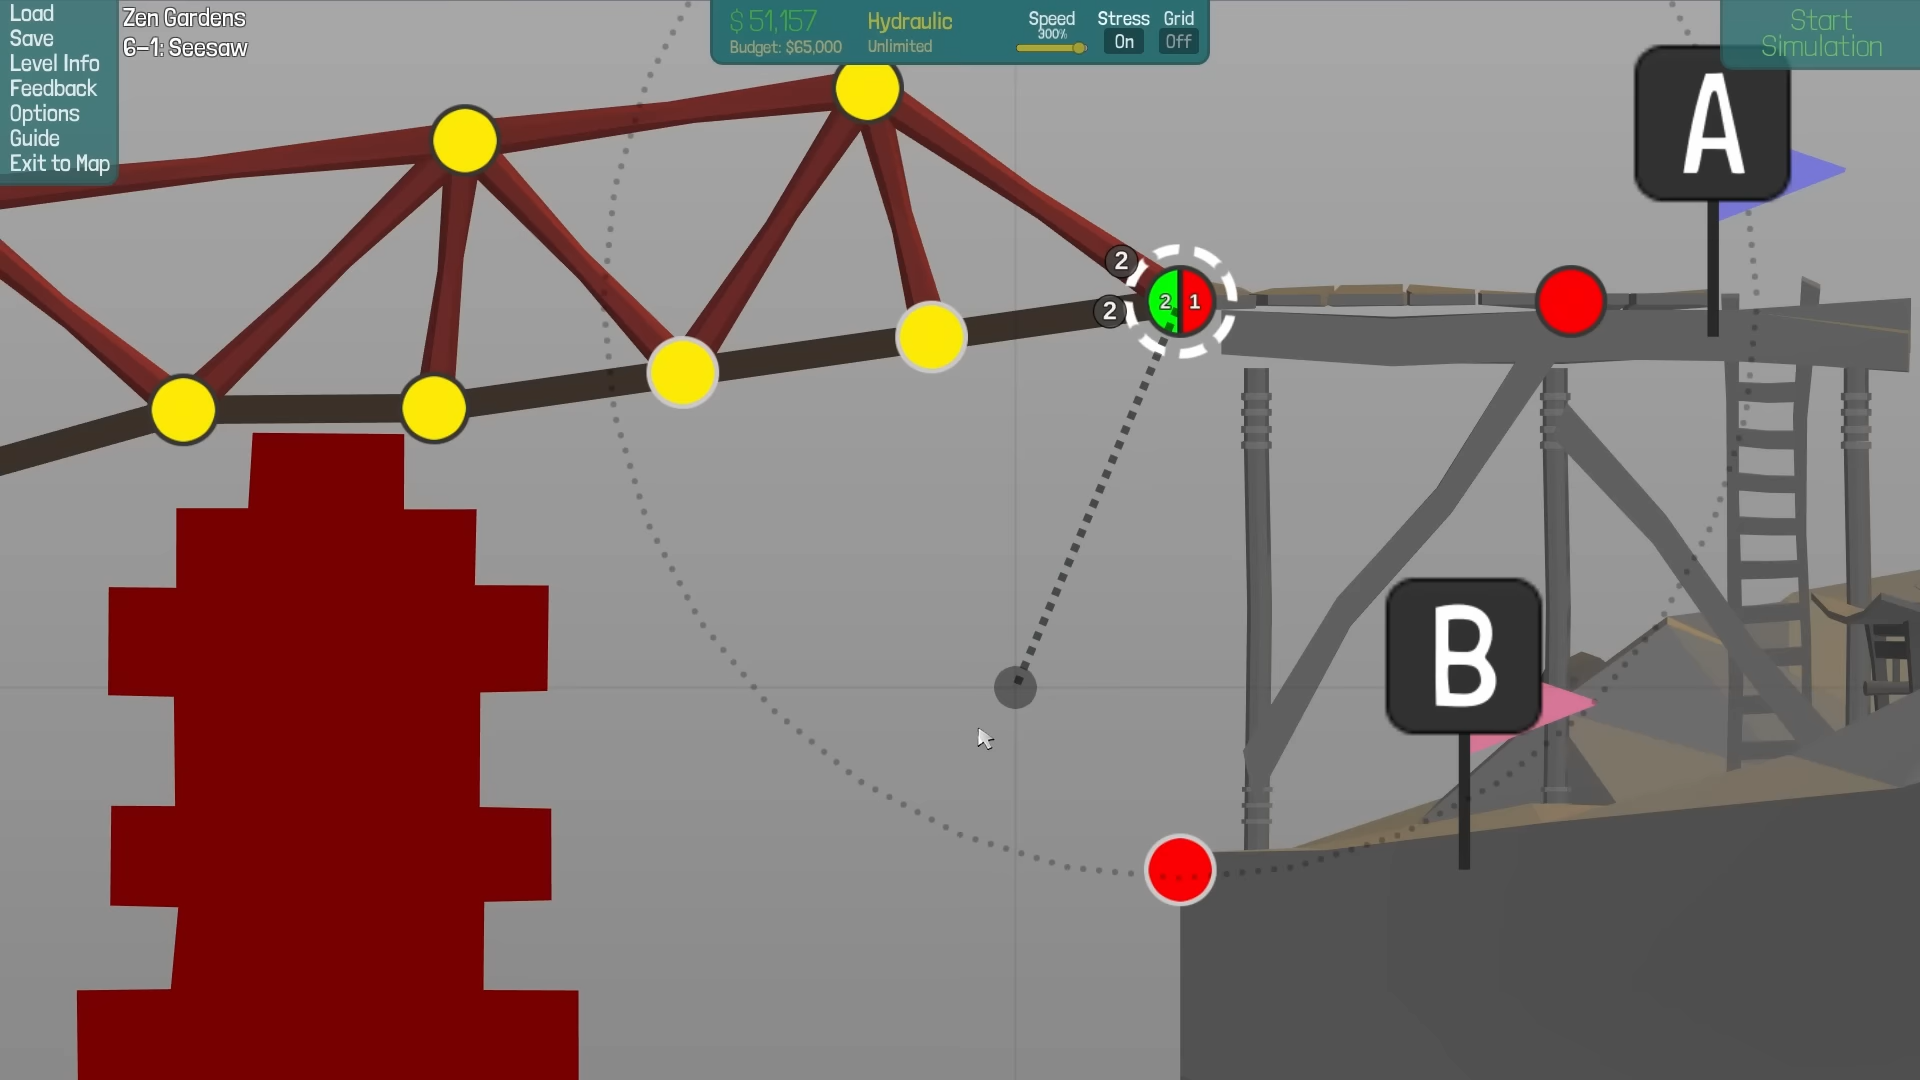 Load
Save
Level Info
Feedback
Options
Guide
Exit to Map
Zen Gardens
6-1: Seesaw
$ 51,157
Budget: $65,000
Hydraulic
Unlimited
Speed
300%
Stress
On
Grid
Off
Start
Simulation
A
2
2
2 1
B